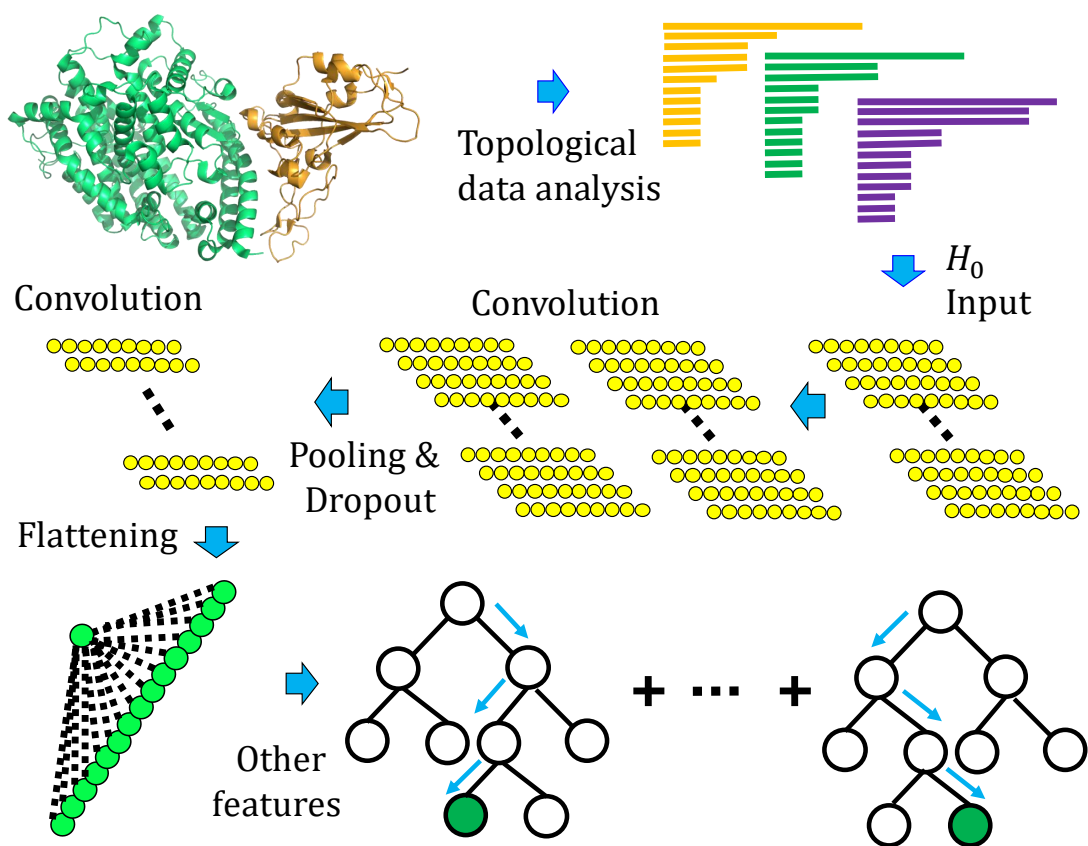 Topological
data analysis
H₀
Input
Convolution
Convolution
Pooling &
Dropout
Flattening
+ ... +
Other
features